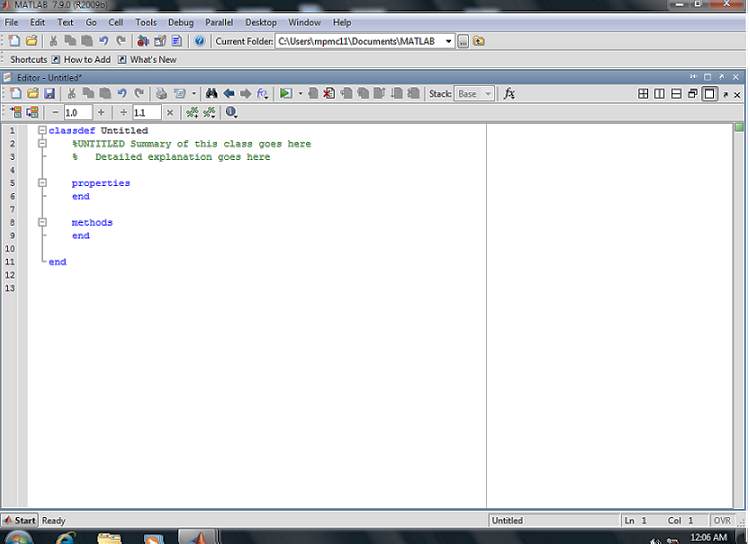 MATLAB 7.9.0 (R2009b)
File Edit Text Go Cell Tools Debug Parallel Desktop Window Help
Current Folder: C:\Users\mpmc11\Documents\MATLAB
Shortcuts How to Add What's New
Editor - Untitled*
Stack: Base fx
− 1.0 + ÷ 1.1 ×
1 classdef Untitled
2 %UNTITLED Summary of this class goes here
3 %   Detailed explanation goes here
4
5 properties
6 end
7
8 methods
9 end
10
11 end
12
13
Start Ready Untitled Ln 1 Col 1 OVR
12:06 AM